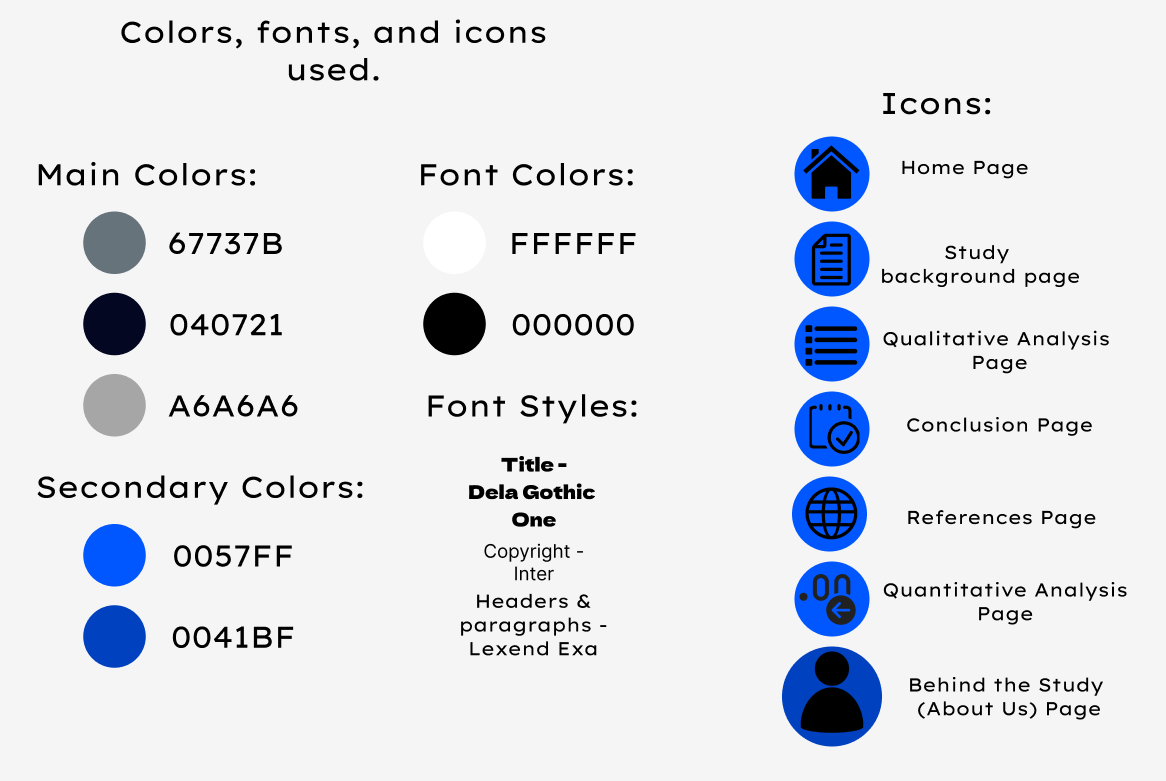 Colors, fonts, and icons
used.
Main Colors:
67737B
040721
A6A6A6
Secondary Colors:
0057FF
0041BF
Font Colors:
FFFFFF
000000
Font Styles:
Title -
Dela Gothic
One
Copyright -
Inter
Headers &
paragraphs -
Lexend Exa
Icons:
Home Page
Study
background page
Qualitative Analysis
Page
Conclusion Page
References Page
.00
Quantitative Analysis
Page
Behind the Study
(About Us) Page